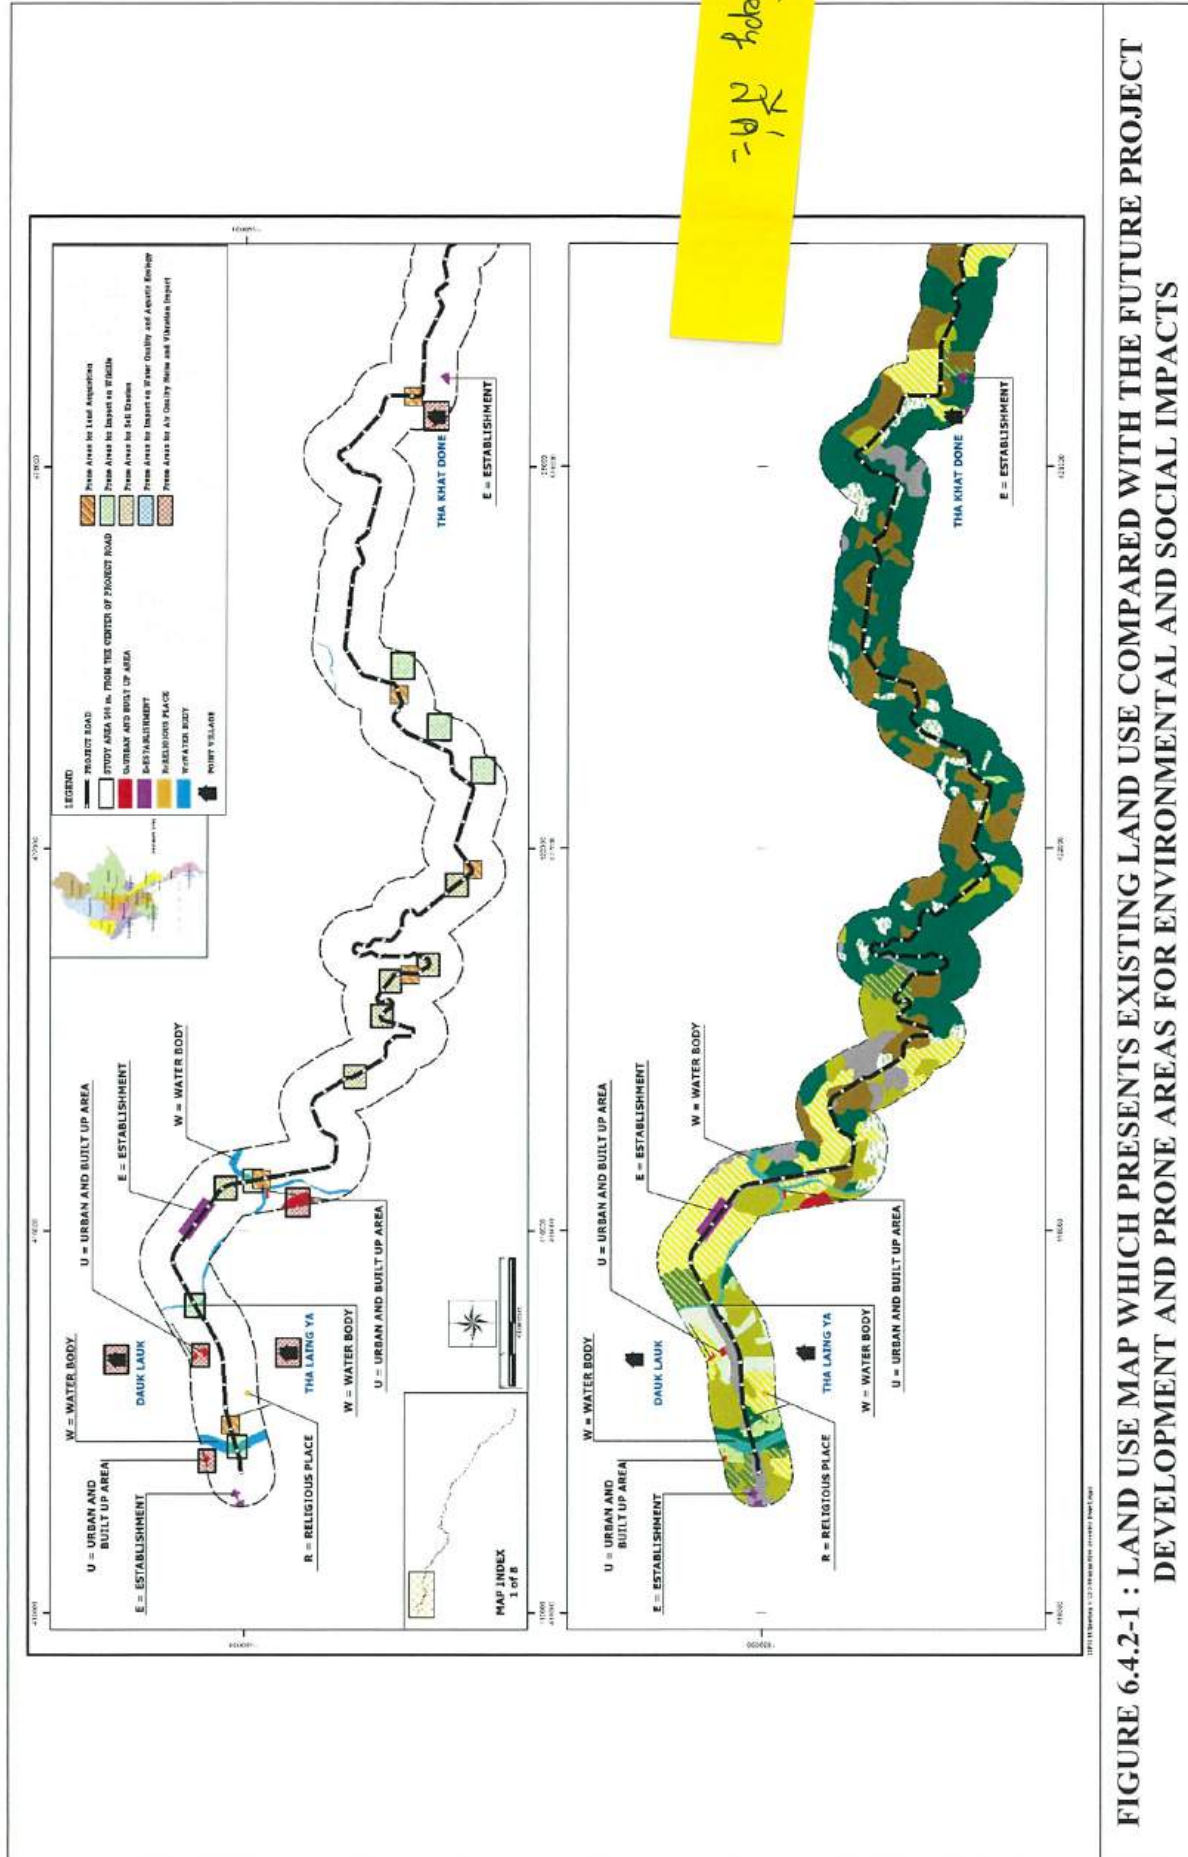 LEGEND
PROJECT ROAD
STUDY AREA 500 m. FROM THE CENTER OF PROJECT ROAD
U=URBAN AND BUILT UP AREA
E=ESTABLISHMENT
R=RELIGIOUS PLACE
W=WATER BODY
POINT VILLAGE
Prone Areas for Land Acquisition
Prone Areas for Impact on Wildlife
Prone Areas for Soil Erosion
Prone Areas for Impact on Water Quality and Aquatic Ecology
Prone Areas for Air Quality Noise and Vibration Impact
U = URBAN AND BUILT UP AREA
E = ESTABLISHMENT
W = WATER BODY
W = WATER BODY
DAUK LAUK
U = URBAN AND
BUILT UP AREA
E = ESTABLISHMENT
THA LAING YA
W = WATER BODY
R = RELIGIOUS PLACE
U = URBAN AND BUILT UP AREA
THA KHAT DONE
E = ESTABLISHMENT
MAP INDEX
1 of 8
U = URBAN AND BUILT UP AREA
E = ESTABLISHMENT
W = WATER BODY
W = WATER BODY
DAUK LAUK
U = URBAN AND
BUILT UP AREA
E = ESTABLISHMENT
THA LAING YA
W = WATER BODY
R = RELIGIOUS PLACE
U = URBAN AND BUILT UP AREA
THA KHAT DONE
E = ESTABLISHMENT
FIGURE 6.4.2-1 : LAND USE MAP WHICH PRESENTS EXISTING LAND USE COMPARED WITH THE FUTURE PROJECT
DEVELOPMENT AND PRONE AREAS FOR ENVIRONMENTAL AND SOCIAL IMPACTS